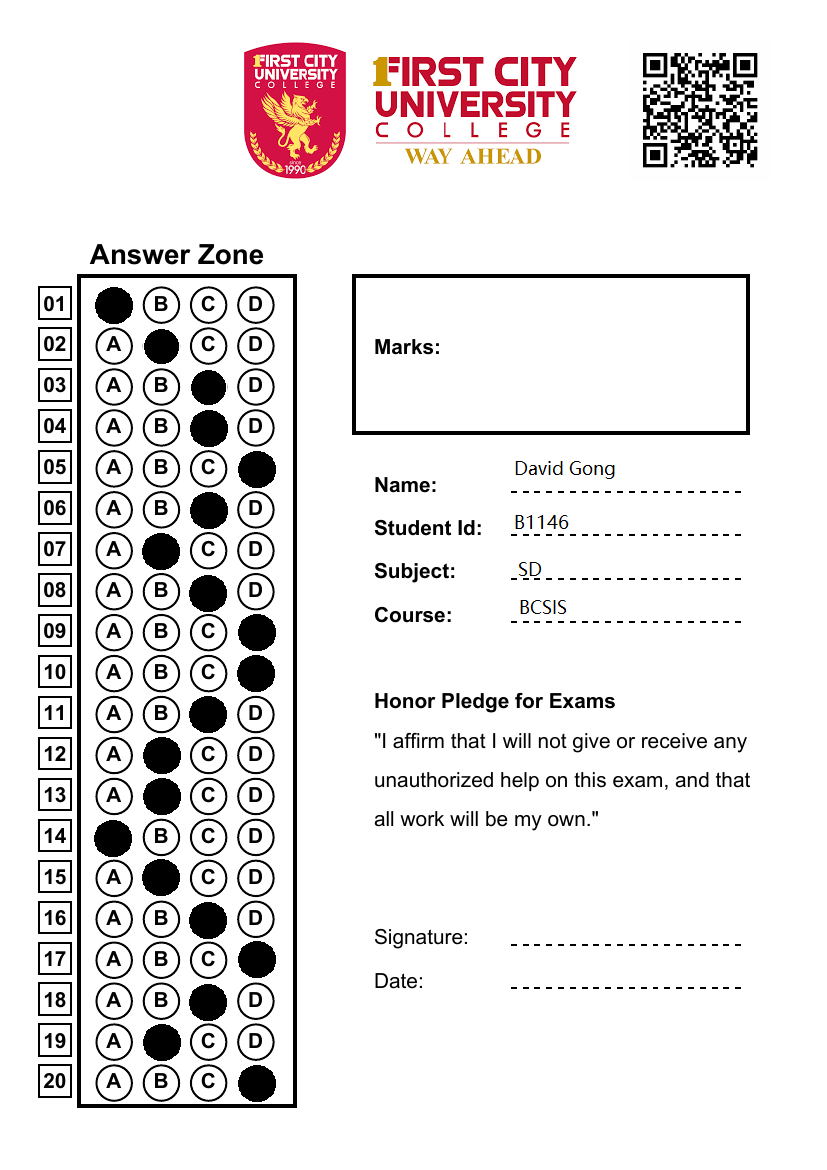 1FIRST CITY
UNIVERSITY
COLLEGE
since
1990
1FIRST CITY
UNIVERSITY
COLLEGE
WAY AHEAD
Answer Zone
01 B C D
02 A C D
03 A B D
04 A B D
05 A B C
06 A B D
07 A C D
08 A B D
09 A B C
10 A B C
11 A B D
12 A C D
13 A C D
14 B C D
15 A C D
16 A B D
17 A B C
18 A B D
19 A C D
20 A B C
Marks:
Name: David Gong
Student Id: B1146
Subject: SD
Course: BCSIS
Honor Pledge for Exams
"I affirm that I will not give or receive any
unauthorized help on this exam, and that
all work will be my own."
Signature:
Date: